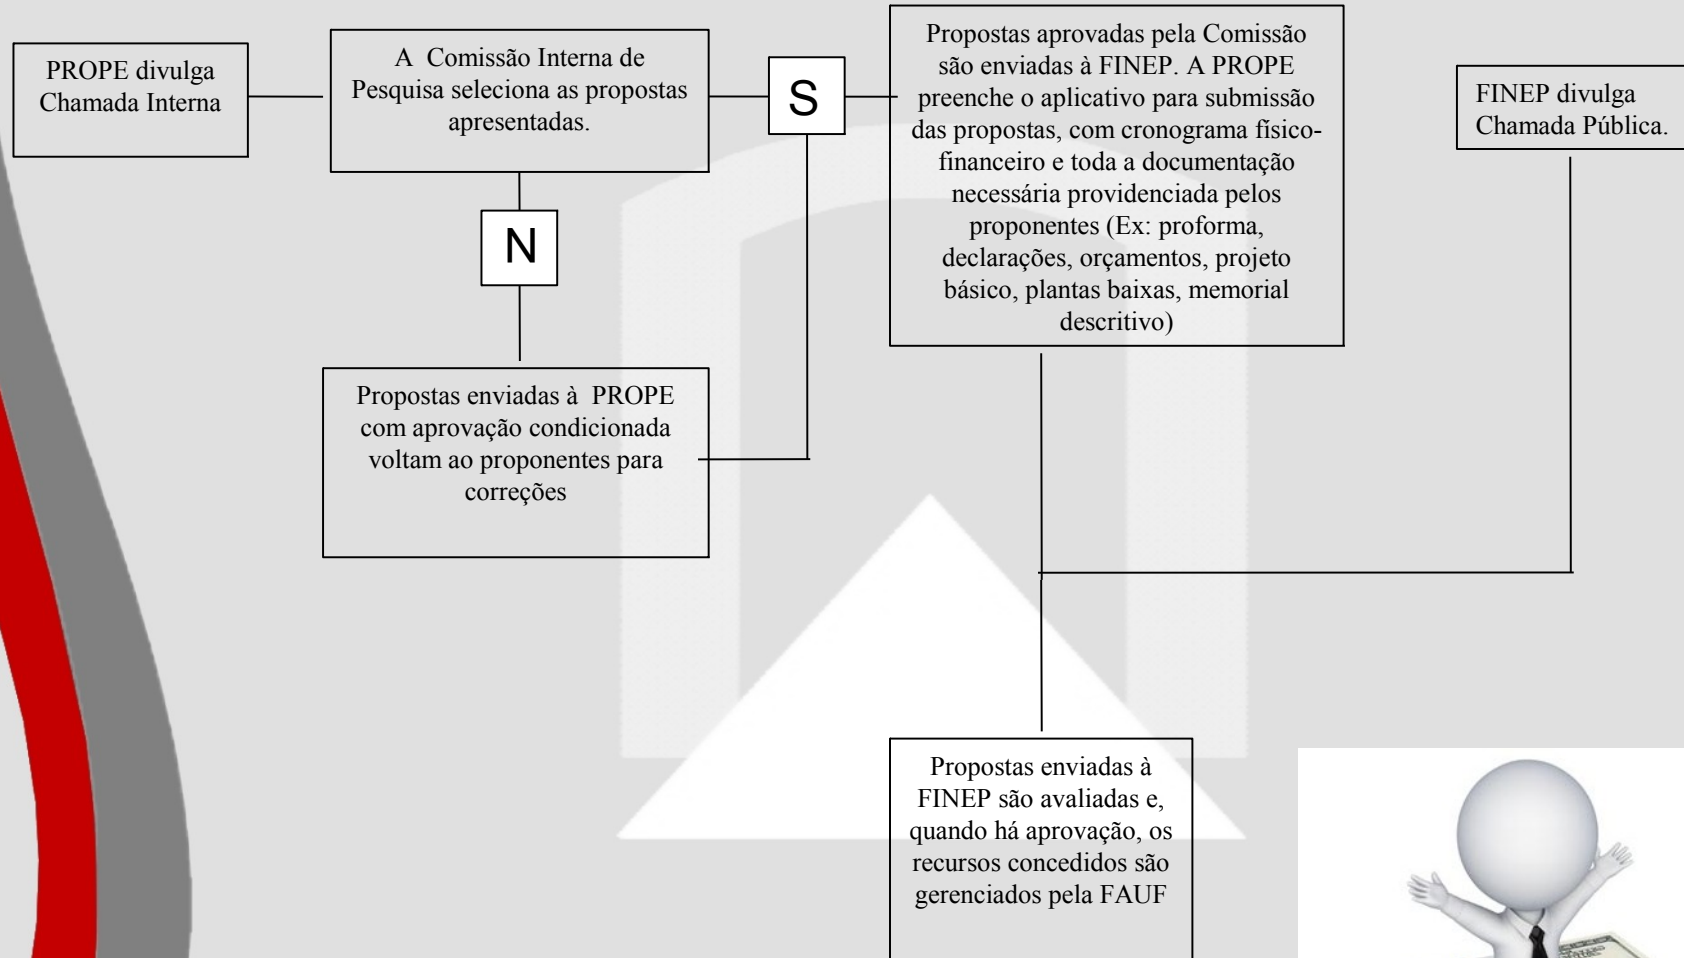 PROPE divulga
Chamada Interna
A Comissão Interna de
Pesquisa seleciona as propostas
apresentadas.
S
N
Propostas enviadas à PROPE
com aprovação condicionada
voltam ao proponentes para
correções
Propostas aprovadas pela Comissão
são enviadas à FINEP. A PROPE
preenche o aplicativo para submissão
das propostas, com cronograma físico-
financeiro e toda a documentação
necessária providenciada pelos
proponentes (Ex: proforma,
declarações, orçamentos, projeto
básico, plantas baixas, memorial
descritivo)
FINEP divulga
Chamada Pública.
Propostas enviadas à
FINEP são avaliadas e,
quando há aprovação, os
recursos concedidos são
gerenciados pela FAUF